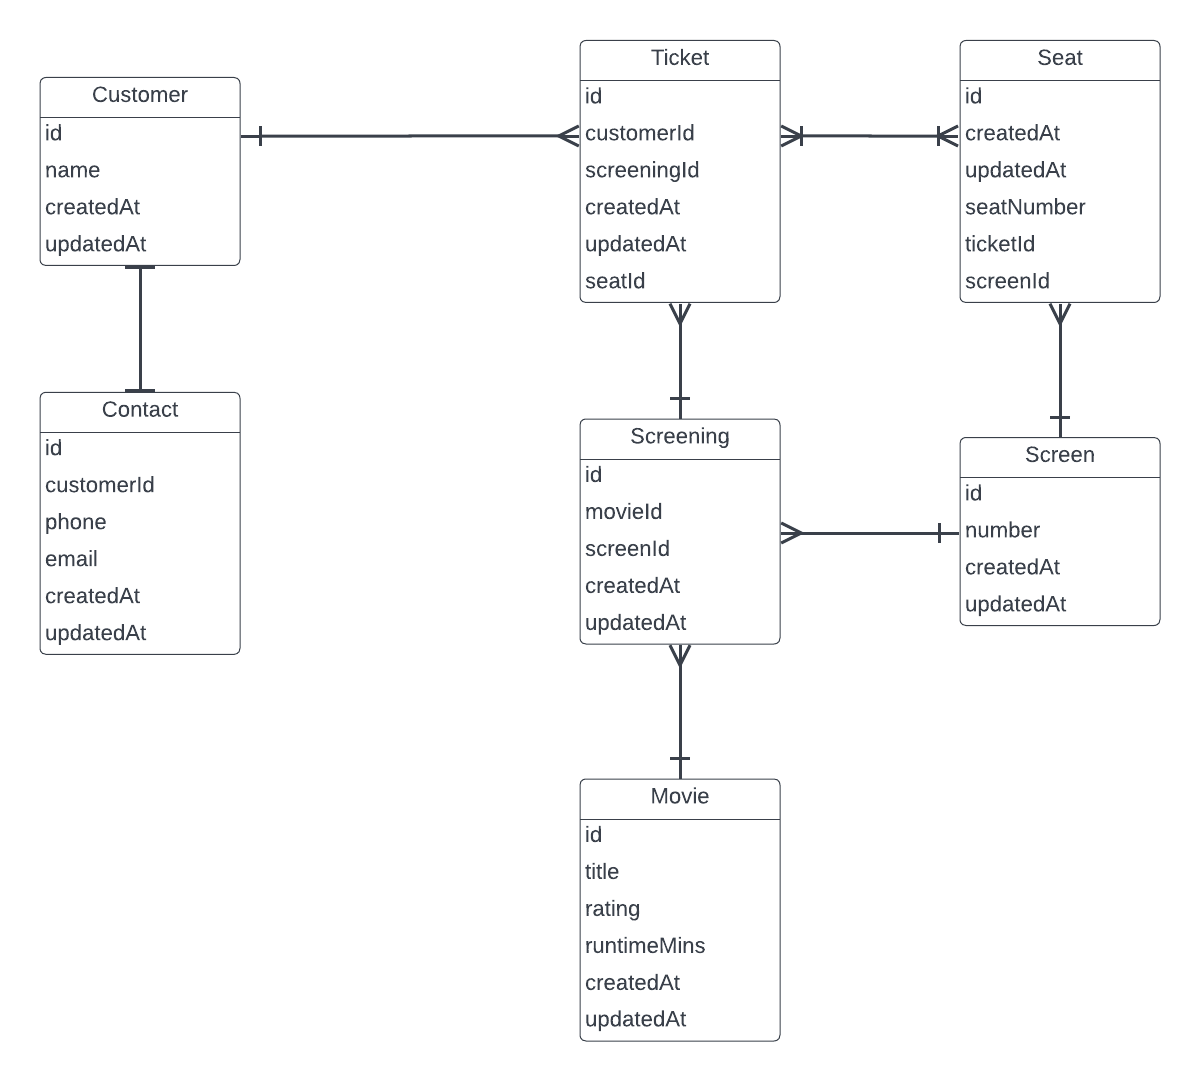 Customer
id
name
createdAt
updatedAt
Contact
id
customerId
phone
email
createdAt
updatedAt
Ticket
id
customerId
screeningId
createdAt
updatedAt
seatId
Screening
id
movieId
screenId
createdAt
updatedAt
Movie
id
title
rating
runtimeMins
createdAt
updatedAt
Seat
id
createdAt
updatedAt
seatNumber
ticketId
screenId
Screen
id
number
createdAt
updatedAt